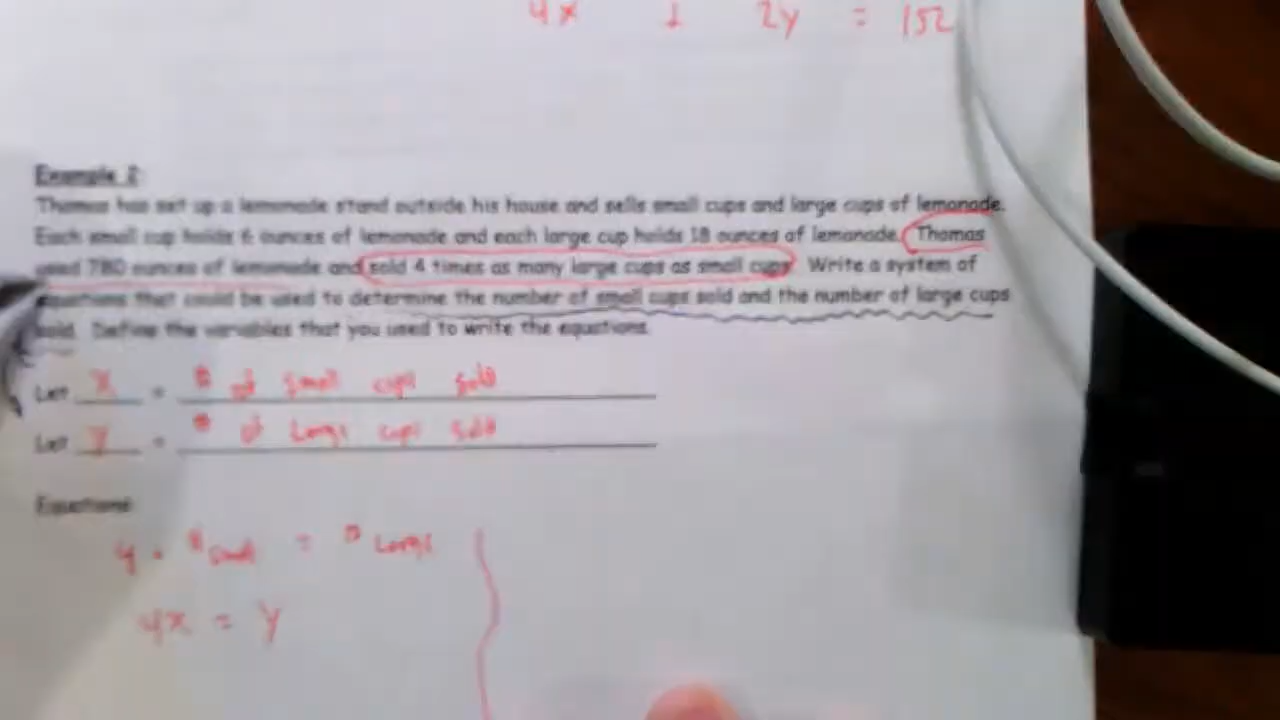 4x + 2y = 152
Example 2:
Thomas has set up a lemonade stand outside his house and sells small cups and large cups of lemonade.
Each small cup holds 6 ounces of lemonade and each large cup holds 18 ounces of lemonade. Thomas
used 780 ounces of lemonade and sold 4 times as many large cups as small cups. Write a system of
equations that could be used to determine the number of small cups sold and the number of large cups
sold. Define the variables that you used to write the equations.
Let x = # of small cups sold
Let y = # of Large cups sold
Equations:
4 · # small = # Large
4x = y